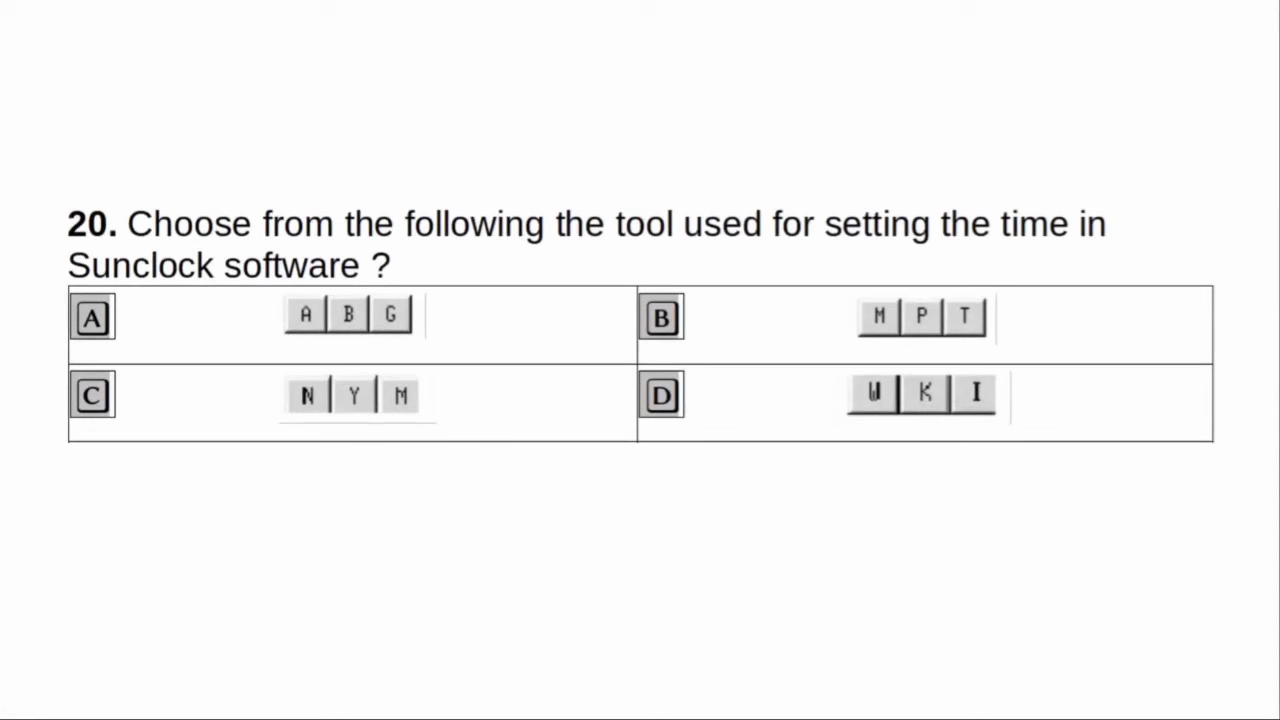 20. Choose from the following the tool used for setting the time in
Sunclock software ?
A A B G B M P T
C N Y M D W K I